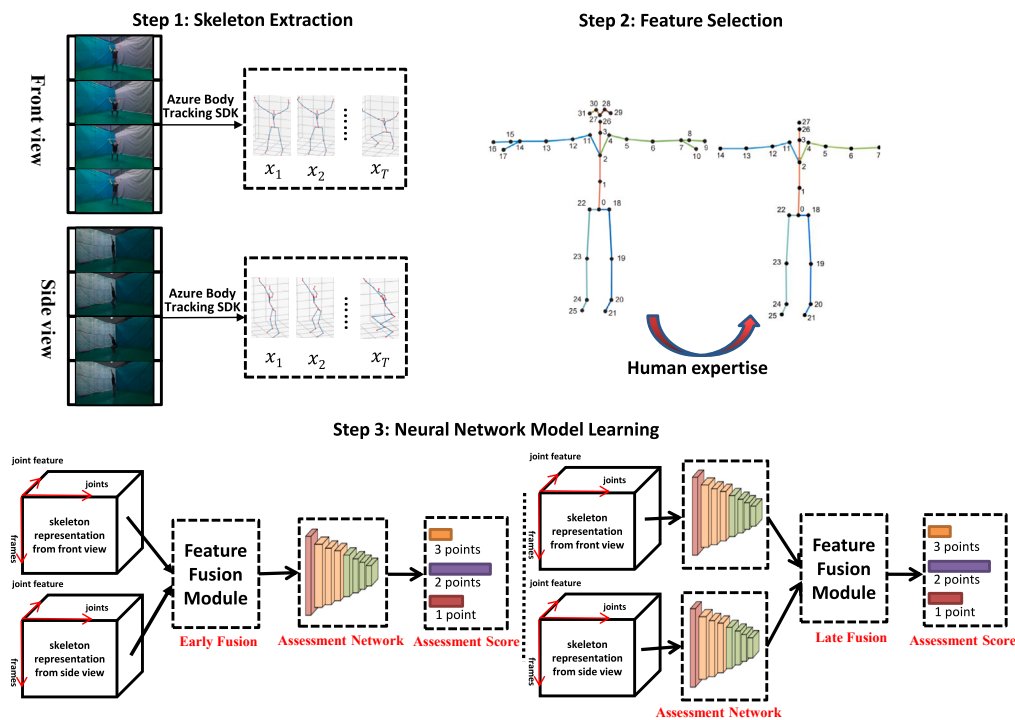 Step 1: Skeleton Extraction
Front view
Azure Body
Tracking SDK
x1
x2
xT
Side view
Azure Body
Tracking SDK
x1
x2
xT
Step 2: Feature Selection
30 28
31 29
27 26
3
15 16 14 13 12 11 4 5 6 7 8 9
17 10
2
1
22 0 18
23 19
24 20
25 21
27
26
3
14 13 12 11 4 5 6 7
2
1
22 0 18
23 19
24 20
25 21
Human expertise
Step 3: Neural Network Model Learning
joint feature
joints
frames
skeleton
representation
from front view
joint feature
joints
frames
skeleton
representation
from side view
Feature
Fusion
Module
Early Fusion
Assessment Network
3 points
2 points
1 point
Assessment Score
joint feature
joints
frames
skeleton
representation
from front view
joint feature
joints
frames
skeleton
representation
from side view
Assessment Network
Feature
Fusion
Module
Late Fusion
3 points
2 points
1 point
Assessment Score